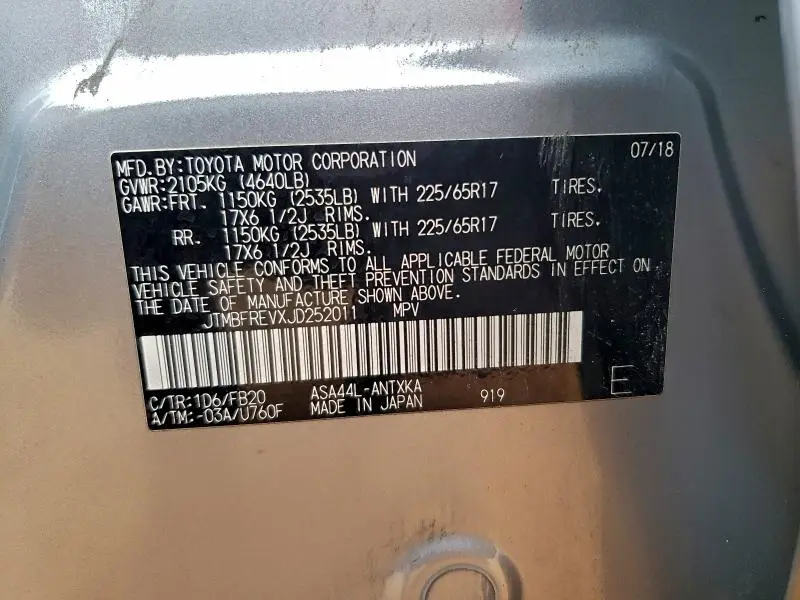 MFD.BY:TOYOTA MOTOR CORPORATION 07/18
GVWR:2105KG (4640LB)
GAWR:FRT. 1150KG (2535LB) WITH 225/65R17 TIRES.
17X6 1/2J RIMS.
RR. 1150KG (2535LB) WITH 225/65R17 TIRES.
17X6 1/2J RIMS.
THIS VEHICLE CONFORMS TO ALL APPLICABLE FEDERAL MOTOR
VEHICLE SAFETY AND THEFT PREVENTION STANDARDS IN EFFECT ON
THE DATE OF MANUFACTURE SHOWN ABOVE.
JTMBFREVXJD252011 MPV
C/TR:1D6/FB20 ASA44L-ANTXKA
A/TM:-03A/U760F MADE IN JAPAN 919 E